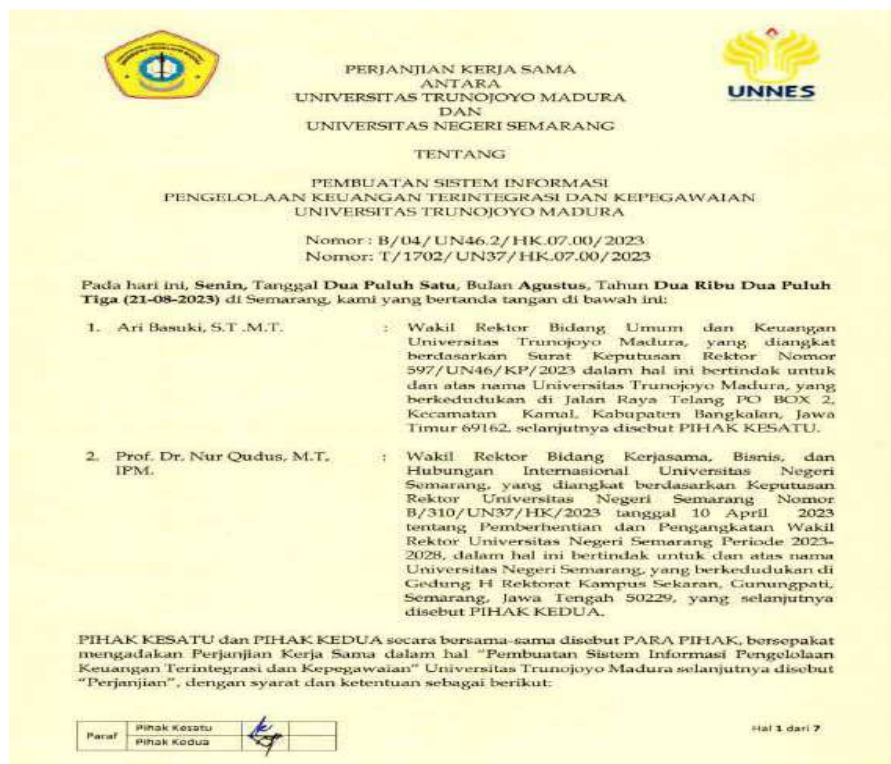 UNNES
PERJANJIAN KERJA SAMA
ANTARA
UNIVERSITAS TRUNOJOYO MADURA
DAN
UNIVERSITAS NEGERI SEMARANG
TENTANG
PEMBUATAN SISTEM INFORMASI
PENGELOLAAN KEUANGAN TERINTEGRASI DAN KEPEGAWAIAN
UNIVERSITAS TRUNOJOYO MADURA
Nomor : B/04/UN46.2/HK.07.00/2023
Nomor: T/1702/UN37/HK.07.00/2023
Pada hari ini, Senin, Tanggal Dua Puluh Satu, Bulan Agustus, Tahun Dua Ribu Dua Puluh
Tiga (21-08-2023) di Semarang, kami yang bertanda tangan di bawah ini:
1. Ari Basuki, S.T .M.T. : Wakil Rektor Bidang Umum dan Keuangan
Universitas Trunojoyo Madura, yang diangkat
berdasarkan Surat Keputusan Rektor Nomor
597/UN46/KP/2023 dalam hal ini bertindak untuk
dan atas nama Universitas Trunojoyo Madura, yang
berkedudukan di Jalan Raya Telang PO BOX 2,
Kecamatan Kamal, Kabupaten Bangkalan, Jawa
Timur 69162, selanjutnya disebut PIHAK KESATU.
2. Prof. Dr. Nur Qudus, M.T, : Wakil Rektor Bidang Kerjasama, Bisnis, dan
IPM. Hubungan Internasional Universitas Negeri
Semarang, yang diangkat berdasarkan Keputusan
Rektor Universitas Negeri Semarang Nomor
B/310/UN37/HK/2023 tanggal 10 April 2023
tentang Pemberhentian dan Pengangkatan Wakil
Rektor Universitas Negeri Semarang Periode 2023-
2028, dalam hal ini bertindak untuk dan atas nama
Universitas Negeri Semarang, yang berkedudukan di
Gedung H Rektorat Kampus Sekaran, Gunungpati,
Semarang, Jawa Tengah 50229, yang selanjutnya
disebut PIHAK KEDUA.
PIHAK KESATU dan PIHAK KEDUA secara bersama-sama disebut PARA PIHAK, bersepakat
mengadakan Perjanjian Kerja Sama dalam hal "Pembuatan Sistem Informasi Pengelolaan
Keuangan Terintegrasi dan Kepegawaian" Universitas Trunojoyo Madura selanjutnya disebut
"Perjanjian", dengan syarat dan ketentuan sebagai berikut:
Paraf Pihak Kesatu
Pihak Kedua
Hal 1 dari 7